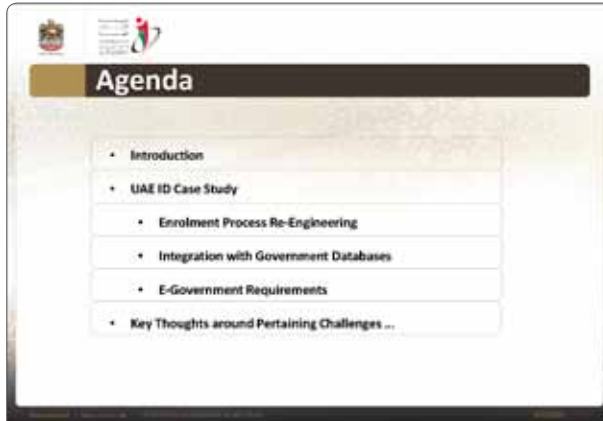 Agenda
• Introduction
• UAE ID Case Study
• Enrolment Process Re-Engineering
• Integration with Government Databases
• E-Government Requirements
• Key Thoughts around Pertaining Challenges ...